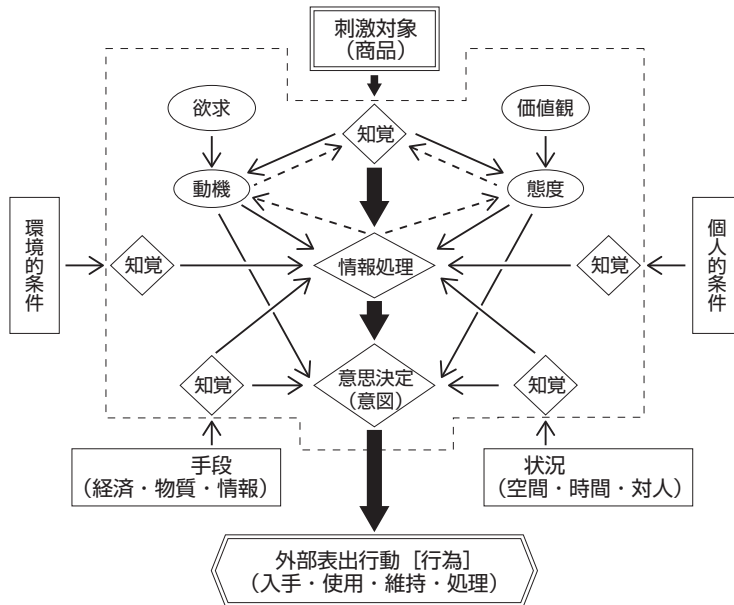 刺激対象
（商品）
欲求
価値観
知覚
動機
態度
環境的条件
知覚
情報処理
知覚
個人的条件
知覚
意思決定
（意図）
知覚
手段
（経済・物質・情報）
状況
（空間・時間・対人）
外部表出行動［行為］
（入手・使用・維持・処理）